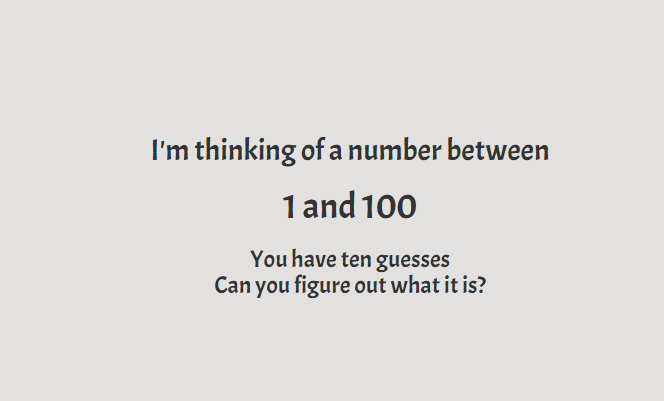 I'm thinking of a number between
1 and 100
You have ten guesses
Can you figure out what it is?